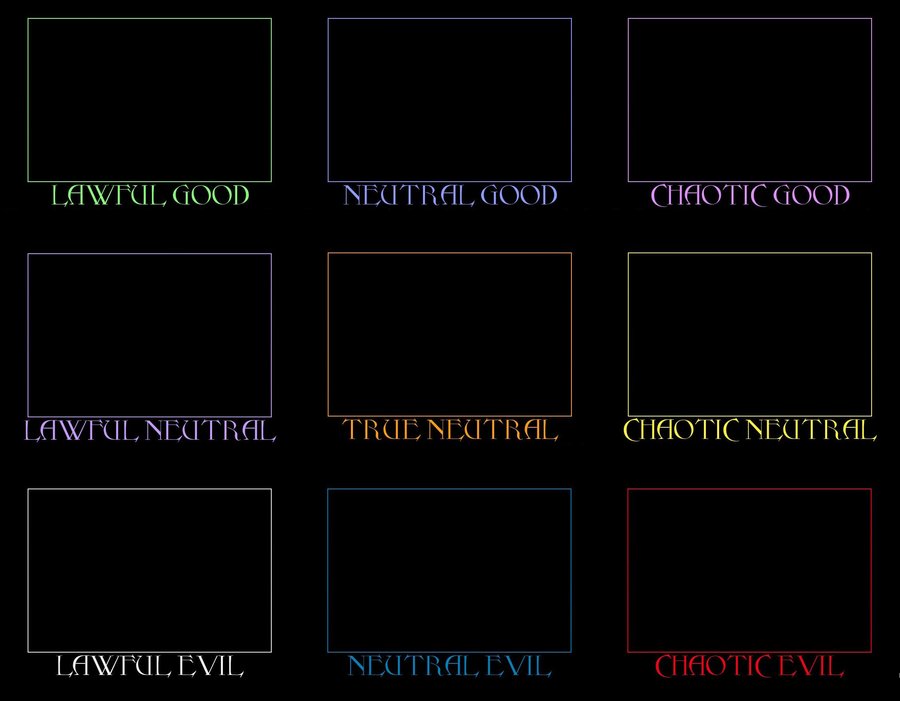 LAWFUL GOOD
NEUTRAL GOOD
CHAOTIC GOOD
LAWFUL NEUTRAL
TRUE NEUTRAL
CHAOTIC NEUTRAL
LAWFUL EVIL
NEUTRAL EVIL
CHAOTIC EVIL